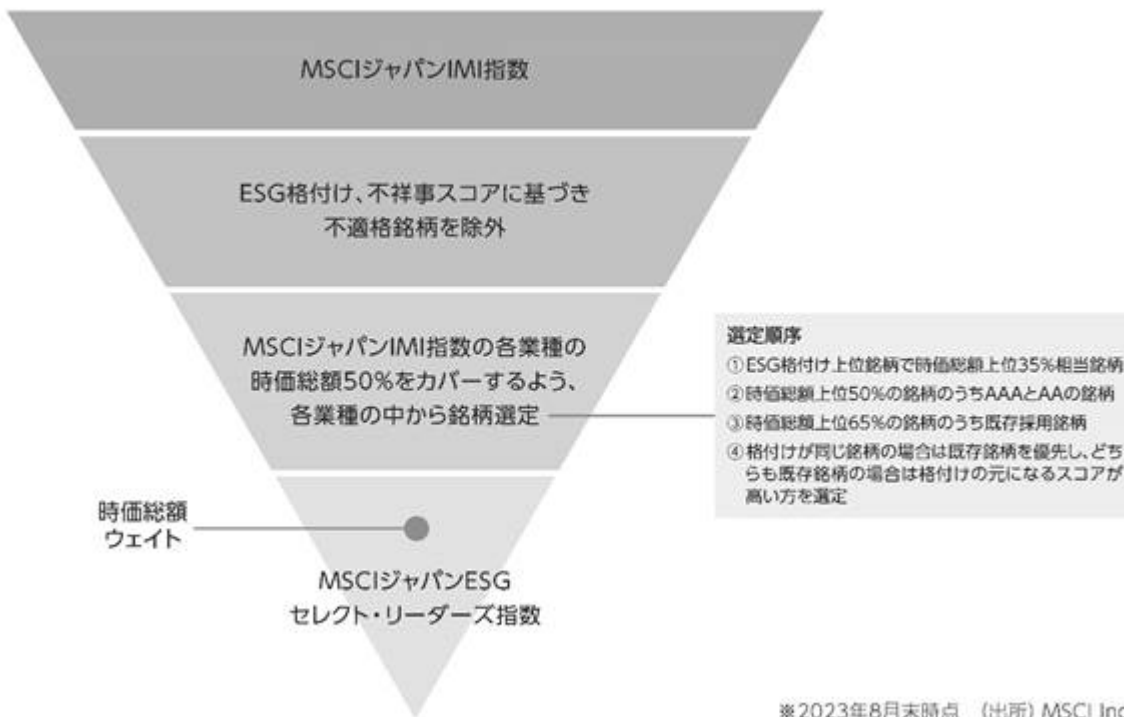 MSCIジャパンIMI指数
ESG格付け、不祥事スコアに基づき
不適格銘柄を除外
MSCIジャパンIMI指数の各業種の
時価総額50%をカバーするよう、
各業種の中から銘柄選定
選定順序
①ESG格付け上位銘柄で時価総額上位35%相当銘柄
②時価総額上位50%の銘柄のうちAAAとAAの銘柄
③時価総額上位65%の銘柄のうち既存採用銘柄
④格付けが同じ銘柄の場合は既存銘柄を優先し、どち
らも既存銘柄の場合は格付けの元になるスコアが
高い方を選定
時価総額
ウェイト
MSCIジャパンESG
セレクト・リーダーズ指数
※2023年8月末時点 (出所) MSCI Inc